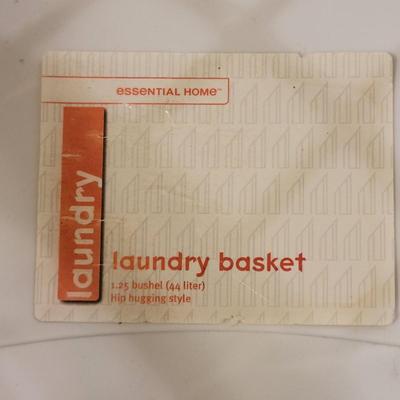 essential home™
laundry
laundry basket
1.25 bushel (44 liter)
Hip hugging style